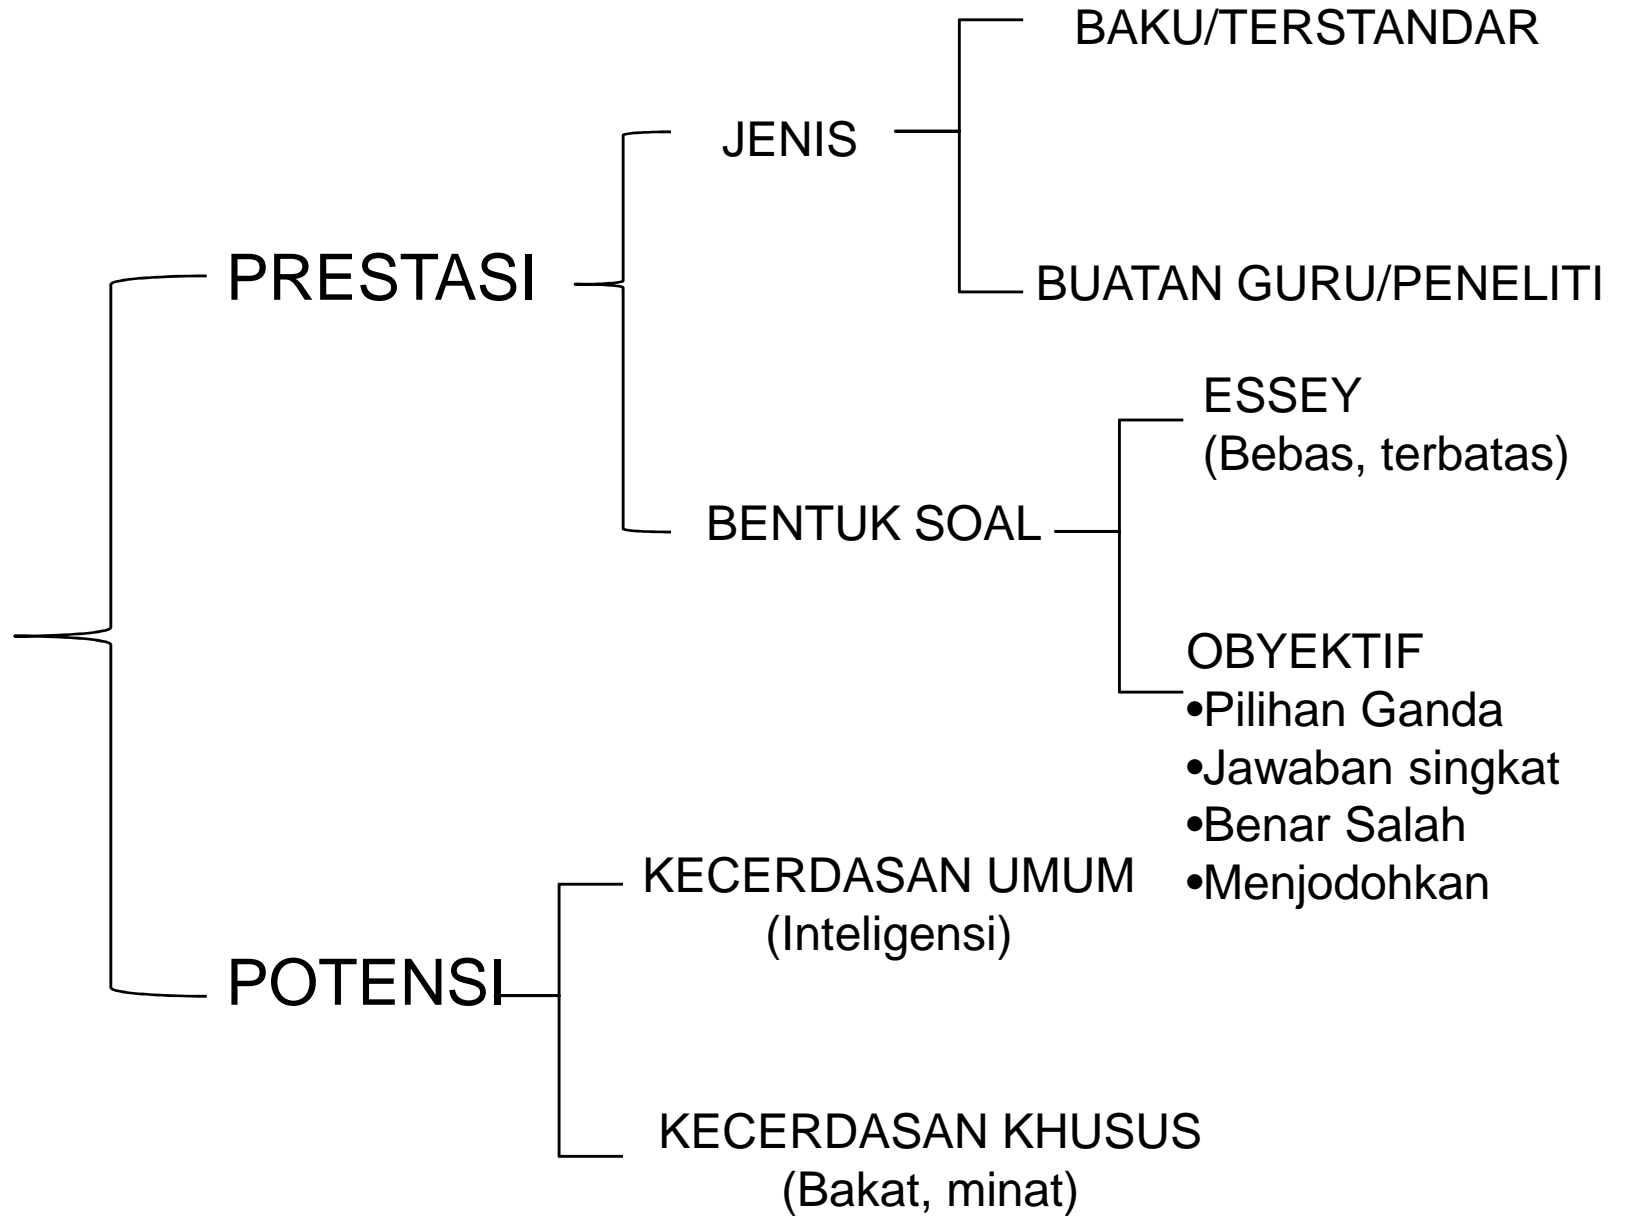 BAKU/TERSTANDAR
JENIS
PRESTASI
BUATAN GURU/PENELITI
ESSEY
(Bebas, terbatas)
BENTUK SOAL
OBYEKTIF
•Pilihan Ganda
•Jawaban singkat
•Benar Salah
•Menjodohkan
KECERDASAN UMUM
(Inteligensi)
POTENSI
KECERDASAN KHUSUS
(Bakat, minat)